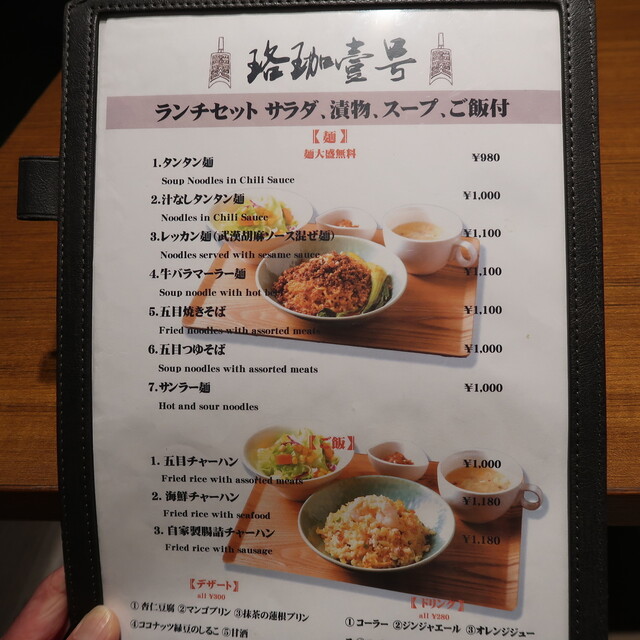 珞珈壹号
ランチセット サラダ、漬物、スープ、ご飯付
【麺】
麺大盛無料
1.タンタン麺 ¥980
Soup Noodles in Chili Sauce
2.汁なしタンタン麺 ¥1,000
Noodles in Chili Sauce
3.レッカン麺(武漢胡麻ソース混ぜ麺) ¥1,100
Noodles served with sesame sauce
4.牛バラマーラー麺 ¥1,100
Soup noodle with hot
5.五目焼きそば ¥1,100
Fried noodles with assorted meats
6.五目つゆそば ¥1,000
Soup noodles with assorted meats
7.サンラー麺 ¥1,000
Hot and sour noodles
【ご飯】
1. 五目チャーハン ¥1,000
Fried rice with assorted meats
2. 海鮮チャーハン ¥1,180
Fried rice with seafood
3. 自家製腸詰チャーハン ¥1,180
Fried rice with sausage
【デザート】
all ¥300
①杏仁豆腐 ②マンゴプリン ③抹茶の蓮根プリン
④ココナッツ緑豆のしるこ ⑤甘酒
【ドリンク】
all ¥280
①コーラー ②ジンジャエール ③オレンジジュー